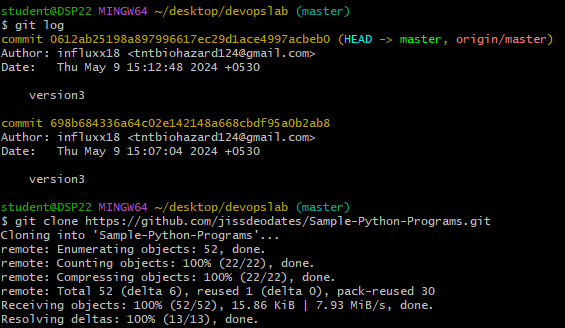 student@DSP22 MINGW64 ~/desktop/devopslab (master)
$ git log
commit 0612ab25198a897996617ec29d1ace4997acbeb0 (HEAD -> master, origin/master)
Author: influxx18 <tntbiohazard124@gmail.com>
Date:   Thu May 9 15:12:48 2024 +0530

    version3

commit 698b684336a64c02e142148a668cbdf95a0b2ab8
Author: influxx18 <tntbiohazard124@gmail.com>
Date:   Thu May 9 15:07:04 2024 +0530

    version3

student@DSP22 MINGW64 ~/desktop/devopslab (master)
$ git clone https://github.com/jissdeodates/Sample-Python-Programs.git
Cloning into 'Sample-Python-Programs'...
remote: Enumerating objects: 52, done.
remote: Counting objects: 100% (22/22), done.
remote: Compressing objects: 100% (22/22), done.
remote: Total 52 (delta 6), reused 1 (delta 0), pack-reused 30
Receiving objects: 100% (52/52), 15.86 KiB | 7.93 MiB/s, done.
Resolving deltas: 100% (13/13), done.